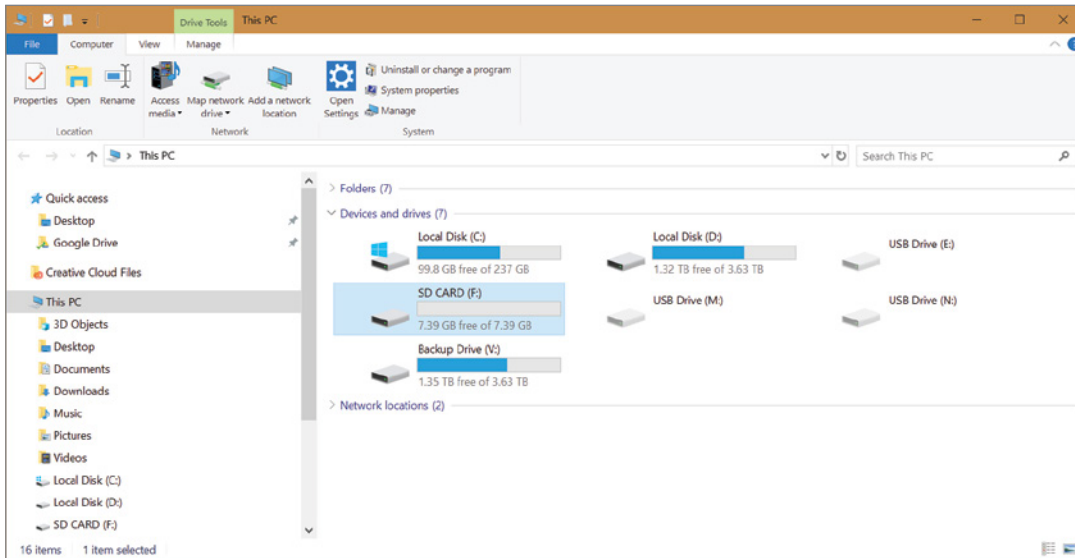 Drive Tools
This PC
File
Computer
View
Manage
Properties
Open
Rename
Access media
Map network drive
Add a network location
Open Settings
Uninstall or change a program
System properties
Manage
Location
Network
System
This PC
Search This PC
Quick access
Desktop
Google Drive
Creative Cloud Files
This PC
3D Objects
Desktop
Documents
Downloads
Music
Pictures
Videos
Local Disk (C:)
Local Disk (D:)
SD CARD (F:)
Folders (7)
Devices and drives (7)
Local Disk (C:)
99.8 GB free of 237 GB
Local Disk (D:)
1.32 TB free of 3.63 TB
USB Drive (E:)
SD CARD (F:)
7.39 GB free of 7.39 GB
USB Drive (M:)
USB Drive (N:)
Backup Drive (V:)
1.35 TB free of 3.63 TB
Network locations (2)
16 items
1 item selected